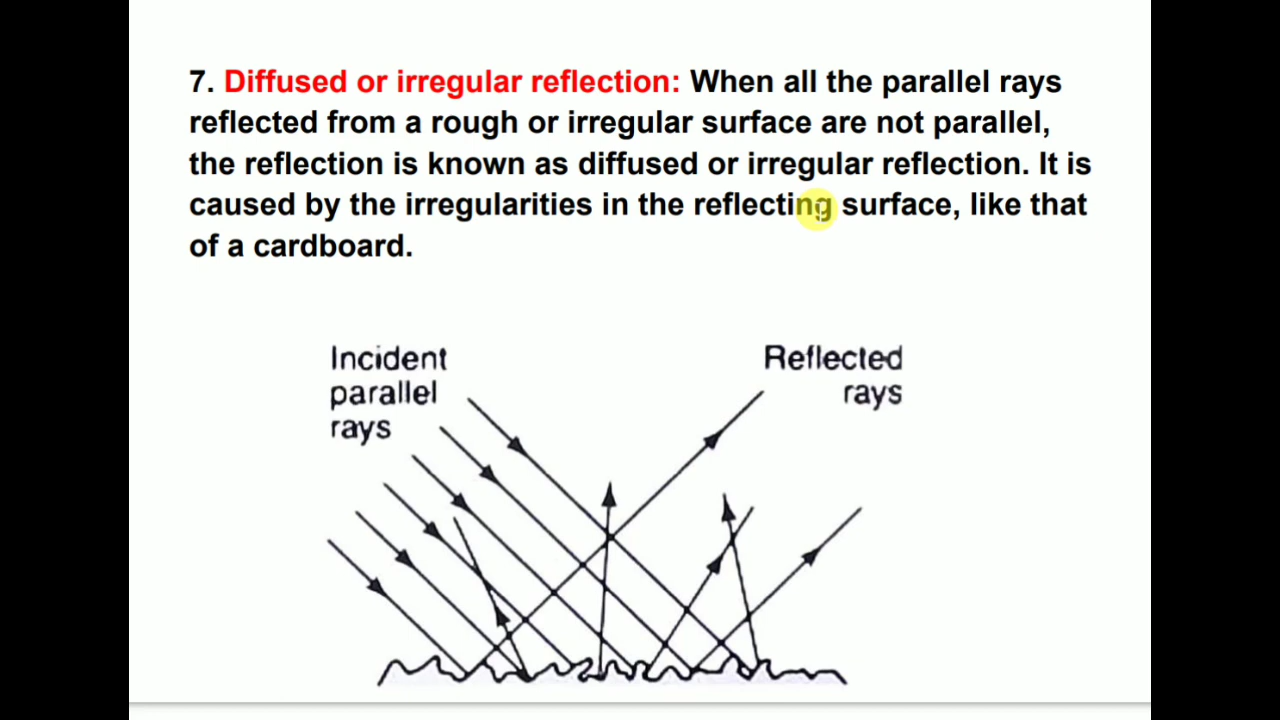 7. Diffused or irregular reflection: When all the parallel rays
reflected from a rough or irregular surface are not parallel,
the reflection is known as diffused or irregular reflection. It is
caused by the irregularities in the reflecting surface, like that
of a cardboard.
Incident
parallel
rays
Reflected
rays